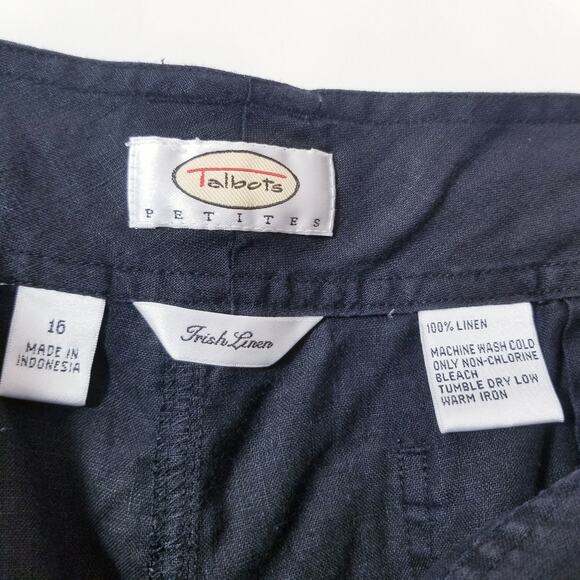 Talbots
PETITES
16
MADE IN
INDONESIA
Irish Linen
100% LINEN
MACHINE WASH COLD
ONLY NON-CHLORINE
BLEACH
TUMBLE DRY LOW
WARM IRON